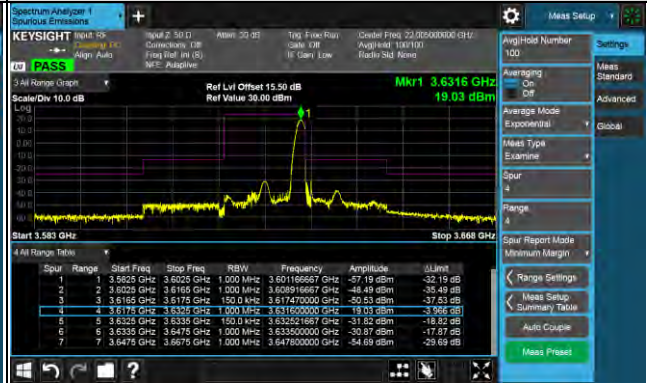 Spectrum Analyzer 1
Spurious Emissions
+
Meas Setup
KEYSIGHT Input: RF
Coupling: DC
Align: Auto
Input Z: 50 Ω
Corrections: Off
Freq Ref: Int (S)
NFE: Adaptive
Atten: 30 dB
Trig: Free Run
Gate: Off
IF Gain: Low
Center Freq: 22.005000000 GHz
Avg|Hold: 100/100
Radio Std: None
LM PASS
3 All Range Graph
Ref Lvl Offset 15.50 dB
Mkr1 3.6316 GHz
Scale/Div 10.0 dB
Ref Value 30.00 dBm
19.03 dBm
Log
20.0
10.0
0.00
-10.0
-20.0
-30.0
-40.0
-50.0
-60.0
1
Start 3.583 GHz
Stop 3.668 GHz
4 All Range Table
Spur Range Start Freq Stop Freq RBW Frequency Amplitude ΔLimit
1 1 3.5825 GHz 3.6025 GHz 1.000 MHz 3.601166667 GHz -57.19 dBm -32.19 dB
2 2 3.6025 GHz 3.6165 GHz 1.000 MHz 3.608916667 GHz -48.49 dBm -35.49 dB
3 3 3.6165 GHz 3.6175 GHz 150.0 kHz 3.617470000 GHz -50.53 dBm -37.53 dB
4 4 3.6175 GHz 3.6325 GHz 1.000 MHz 3.631600000 GHz 19.03 dBm -3.966 dB
5 5 3.6325 GHz 3.6335 GHz 150.0 kHz 3.632521667 GHz -31.82 dBm -18.82 dB
6 6 3.6335 GHz 3.6475 GHz 1.000 MHz 3.633500000 GHz -30.87 dBm -17.87 dB
7 7 3.6475 GHz 3.6675 GHz 1.000 MHz 3.647800000 GHz -54.69 dBm -29.69 dB
?
Avg|Hold Number
100
Averaging
On
Off
Average Mode
Exponential
Meas Type
Examine
Spur
4
Range
4
Spur Report Mode
Minimum Margin
Range Settings
Meas Setup
Summary Table
Auto Couple
Meas Preset
Settings
Meas
Standard
Advanced
Global